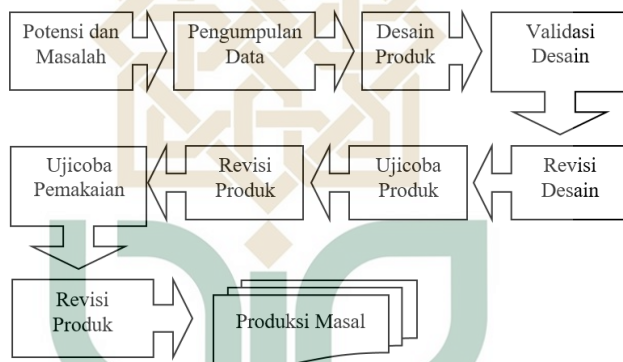 Potensi dan
Masalah
Pengumpulan
Data
Desain
Produk
Validasi
Desain
Revisi
Desain
Ujicoba
Produk
Revisi
Produk
Ujicoba
Pemakaian
Revisi
Produk
Produksi Masal